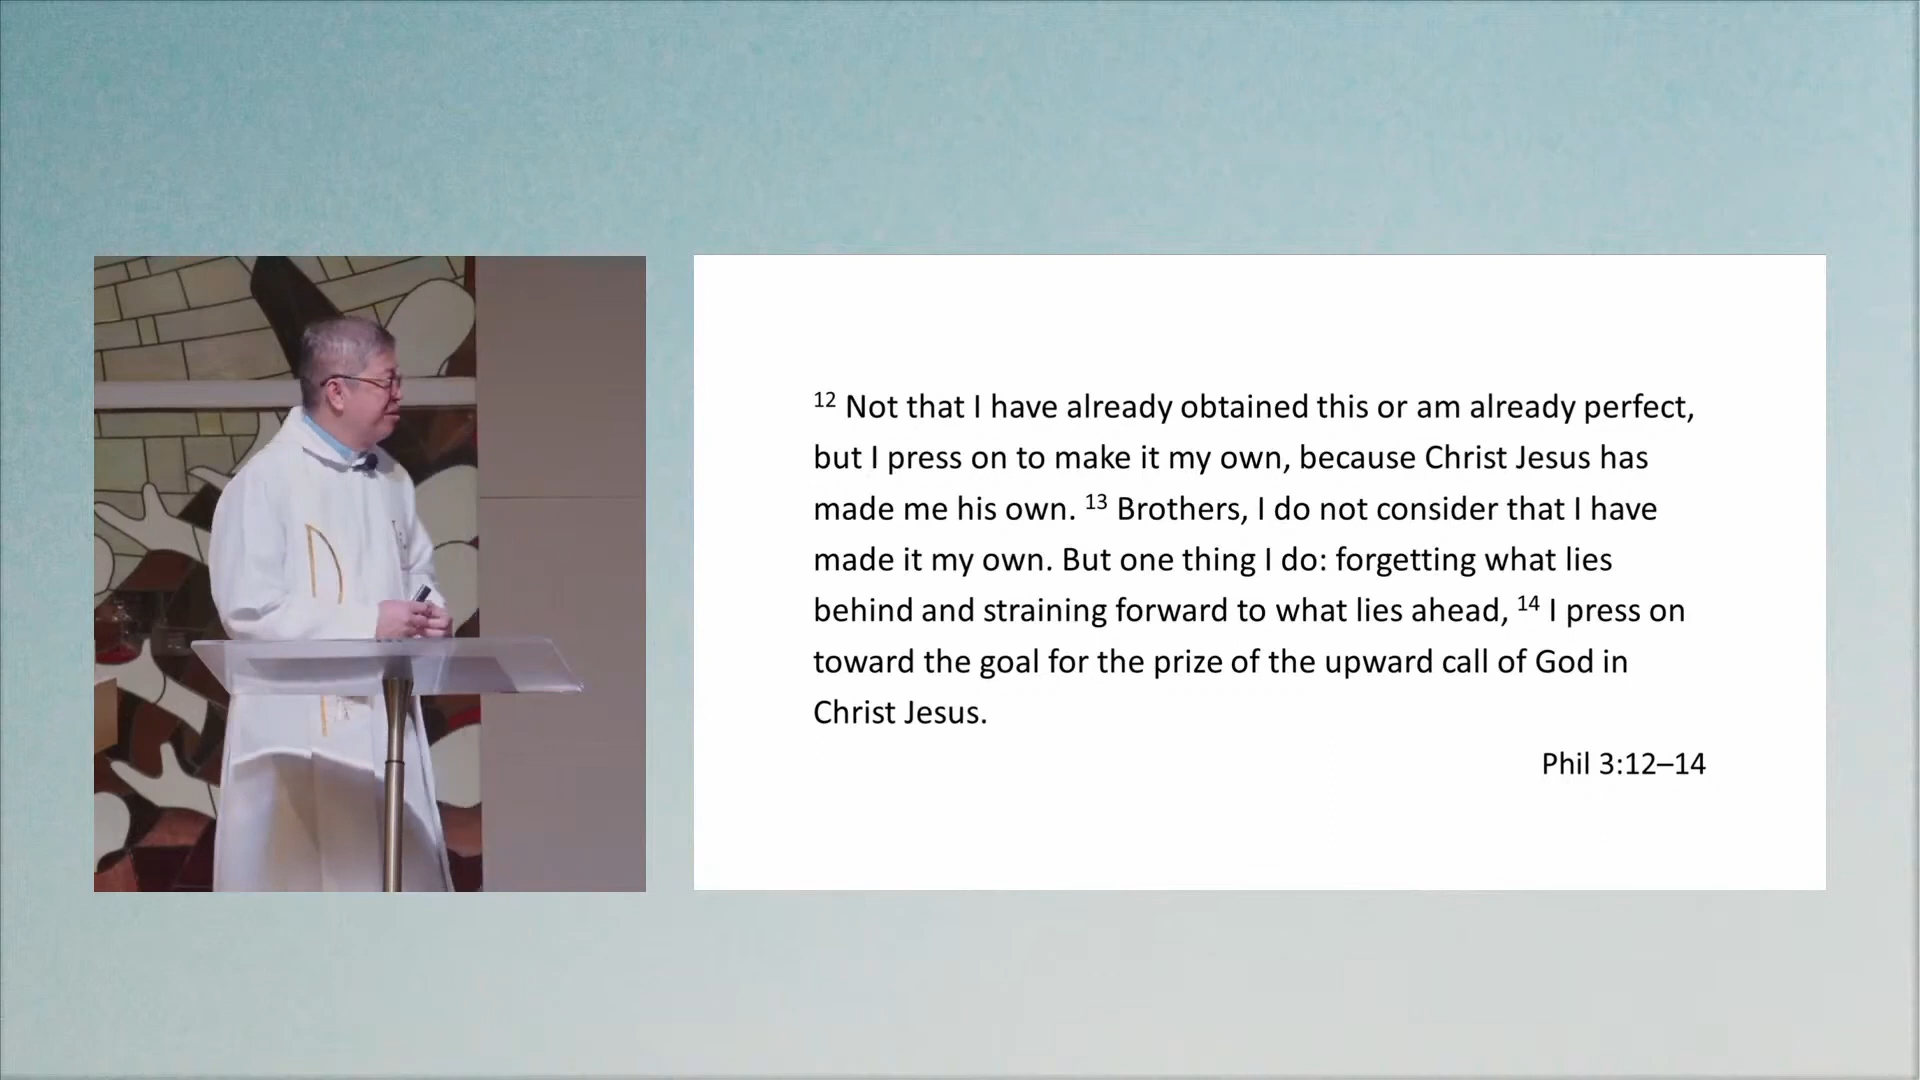 12 Not that I have already obtained this or am already perfect,
but I press on to make it my own, because Christ Jesus has
made me his own. 13 Brothers, I do not consider that I have
made it my own. But one thing I do: forgetting what lies
behind and straining forward to what lies ahead, 14 I press on
toward the goal for the prize of the upward call of God in
Christ Jesus.
Phil 3:12–14